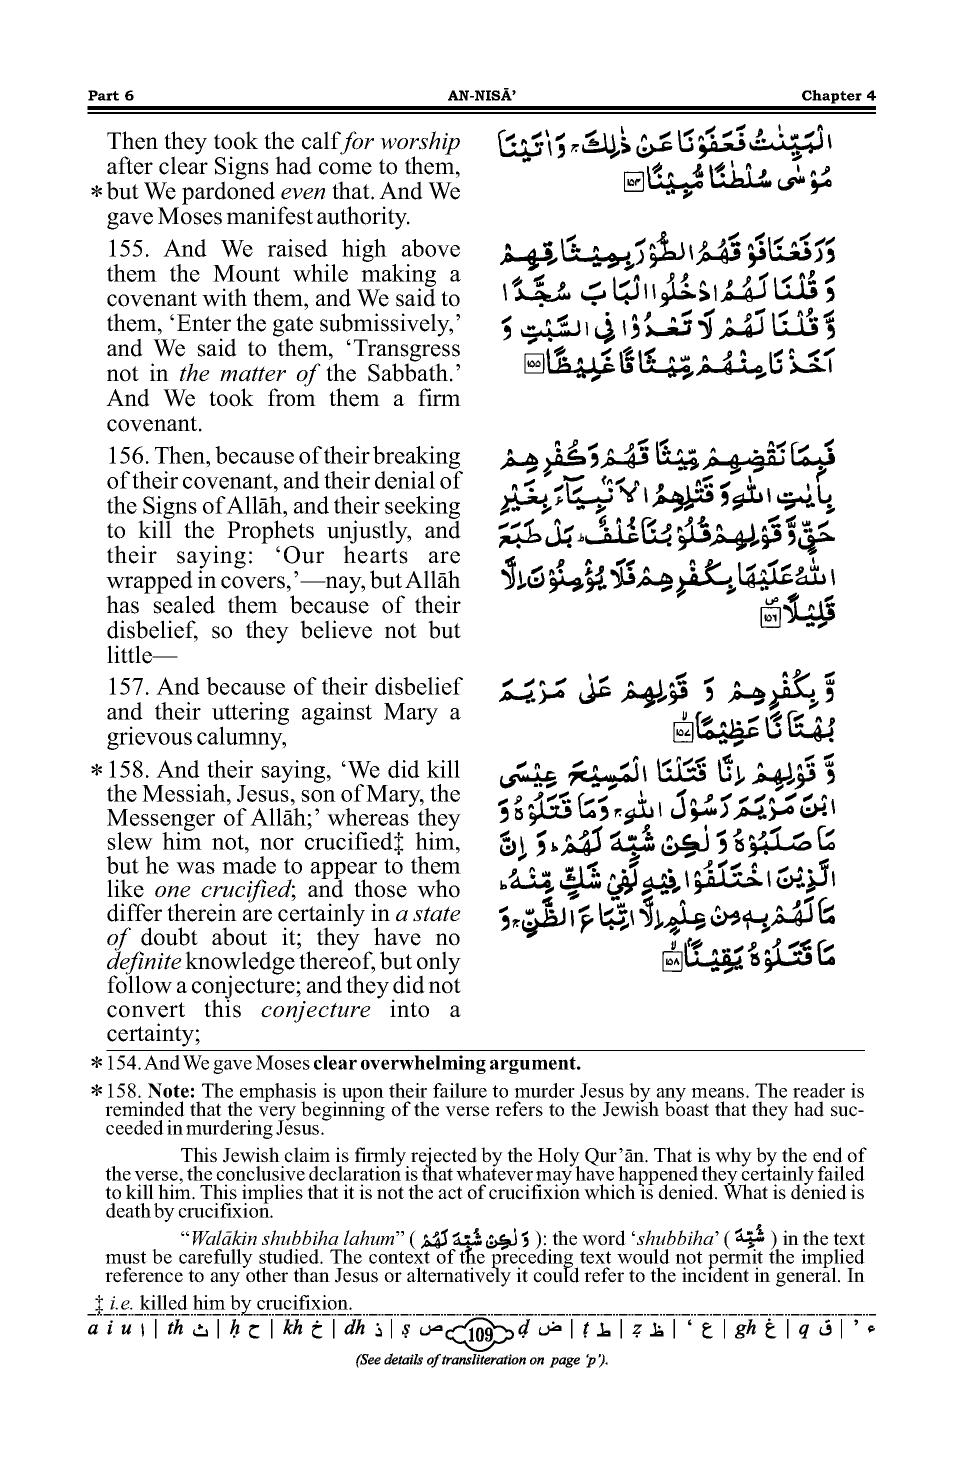 Part 6 AN-NISĀ’ Chapter 4
Then they took the calf for worship
after clear Signs had come to them,
*but We pardoned even that. And We
gave Moses manifest authority.
155. And We raised high above
them the Mount while making a
covenant with them, and We said to
them, ‘Enter the gate submissively,’
and We said to them, ‘Transgress
not in the matter of the Sabbath.’
And We took from them a firm
covenant.
156. Then, because of their breaking
of their covenant, and their denial of
the Signs of Allāh, and their seeking
to kill the Prophets unjustly, and
their saying: ‘Our hearts are
wrapped in covers,’—nay, but Allāh
has sealed them because of their
disbelief, so they believe not but
little—
157. And because of their disbelief
and their uttering against Mary a
grievous calumny,
*158. And their saying, ‘We did kill
the Messiah, Jesus, son of Mary, the
Messenger of Allāh;’ whereas they
slew him not, nor crucified‡ him,
but he was made to appear to them
like one crucified; and those who
differ therein are certainly in a state
of doubt about it; they have no
definite knowledge thereof, but only
follow a conjecture; and they did not
convert this conjecture into a
certainty;
الْبَيِّنٰتُ فَعَفَوْنَا عَنْ ذٰلِكَ ۚ وَاٰتَيْنَا
مُوْسٰى سُلْطٰنًا مُّبِيْنًا ۝۱۵۴
وَرَفَعْنَا فَوْقَهُمُ الطُّوْرَ بِمِيْثَاقِهِمْ
وَقُلْنَا لَهُمُ ادْخُلُوا الْبَابَ سُجَّدًا
وَّقُلْنَا لَهُمْ لَا تَعْدُوْا فِى السَّبْتِ وَ
اَخَذْنَا مِنْهُمْ مِّيْثَاقًا غَلِيْظًا ۝۱۵۵
فَبِمَا نَقْضِهِمْ مِّيْثَاقَهُمْ وَكُفْرِهِمْ
بِاٰيٰتِ اللّٰهِ وَقَتْلِهِمُ الْاَنْۢبِيَآءَ بِغَيْرِ
حَقٍّ وَّقَوْلِهِمْ قُلُوْبُنَا غُلْفٌ ؕ بَلْ طَبَعَ
اللّٰهُ عَلَيْهَا بِكُفْرِهِمْ فَلَا يُؤْمِنُوْنَ اِلَّا
قَلِيْلًا ۝۱۵۶
وَّبِكُفْرِهِمْ وَ قَوْلِهِمْ عَلٰى مَرْيَمَ
بُهْتَانًا عَظِيْمًا ۝۱۵۷
وَّقَوْلِهِمْ اِنَّا قَتَلْنَا الْمَسِيْحَ عِيْسَى
ابْنَ مَرْيَمَ رَسُوْلَ اللّٰهِ ۚ وَمَا قَتَلُوْهُ وَ
مَا صَلَبُوْهُ وَلٰكِنْ شُبِّهَ لَهُمْ ؕ وَ اِنَّ
الَّذِيْنَ اخْتَلَفُوْا فِيْهِ لَفِيْ شَكٍّ مِّنْهُ ؕ
مَا لَهُمْ بِهٖ مِنْ عِلْمٍ اِلَّا اتِّبَاعَ الظَّنِّ ۚ وَ
مَا قَتَلُوْهُ يَقِيْنًا ۝۱۵۸
*154. And We gave Moses clear overwhelming argument.
*158. Note: The emphasis is upon their failure to murder Jesus by any means. The reader is
reminded that the very beginning of the verse refers to the Jewish boast that they had suc-
ceeded in murdering Jesus.
This Jewish claim is firmly rejected by the Holy Qur’ān. That is why by the end of
the verse, the conclusive declaration is that whatever may have happened they certainly failed
to kill him. This implies that it is not the act of crucifixion which is denied. What is denied is
death by crucifixion.
“Walākin shubbiha lahum” ( وَلٰكِنْ شُبِّهَ لَهُمْ ): the word ‘shubbiha’ ( شُبِّهَ ) in the text
must be carefully studied. The context of the preceding text would not permit the implied
reference to any other than Jesus or alternatively it could refer to the incident in general. In
‡ i.e. killed him by crucifixion.
a i u ا | th ث | ḥ ح | kh خ | dh ذ | ṣ ص 109 ḍ ض | ṭ ط | ẓ ظ | ‘ ع | gh غ | q ق | ’ ء
(See details of transliteration on page ‘p’).